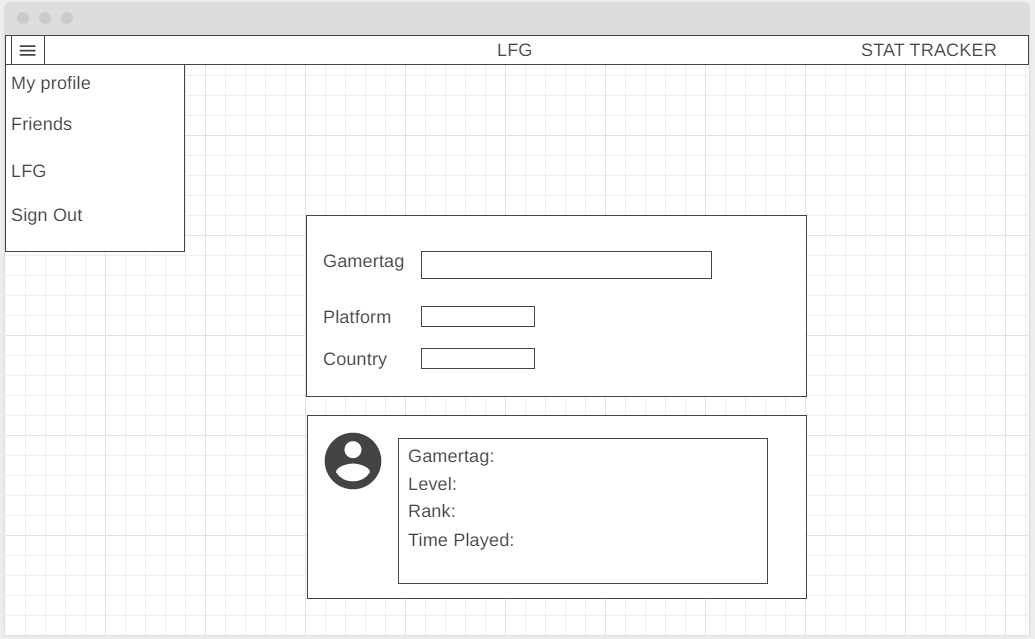 LFG
STAT TRACKER
My profile
Friends
LFG
Sign Out
Gamertag
Platform
Country
Gamertag:
Level:
Rank:
Time Played: